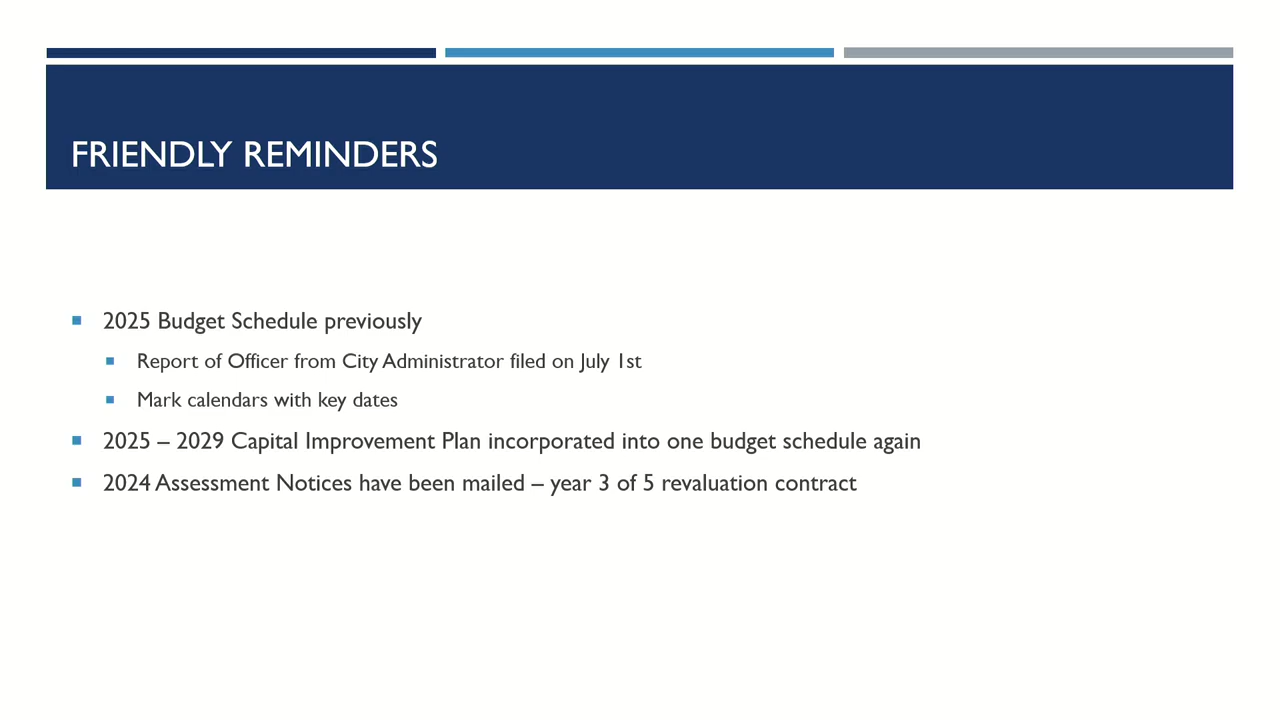 FRIENDLY REMINDERS
2025 Budget Schedule previously
Report of Officer from City Administrator filed on July 1st
Mark calendars with key dates
2025 – 2029 Capital Improvement Plan incorporated into one budget schedule again
2024 Assessment Notices have been mailed – year 3 of 5 revaluation contract